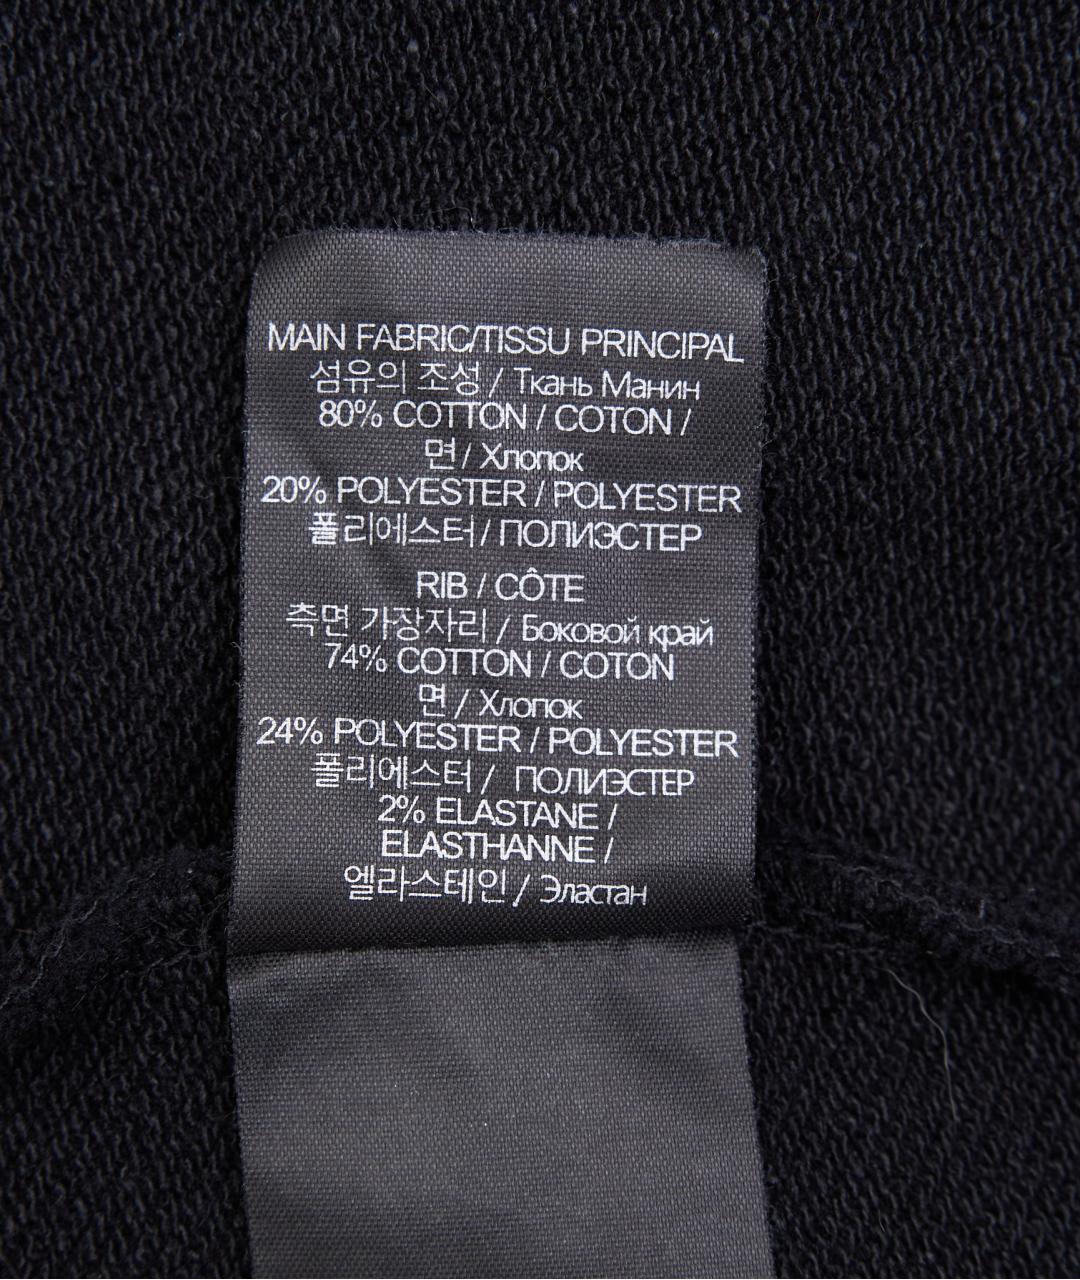 MAIN FABRIC/TISSU PRINCIPAL
섬유의 조성 / Ткань Манин
80% COTTON / COTON /
면 / Хлопок
20% POLYESTER / POLYESTER
폴리에스터 / ПОЛИЭСТЕР
RIB / CÔTE
측면 가장자리 / Боковой край
74% COTTON / COTON
면 / Хлопок
24% POLYESTER / POLYESTER
폴리에스터 / ПОЛИЭСТЕР
2% ELASTANE /
ELASTHANNE /
엘라스테인 / Эластан